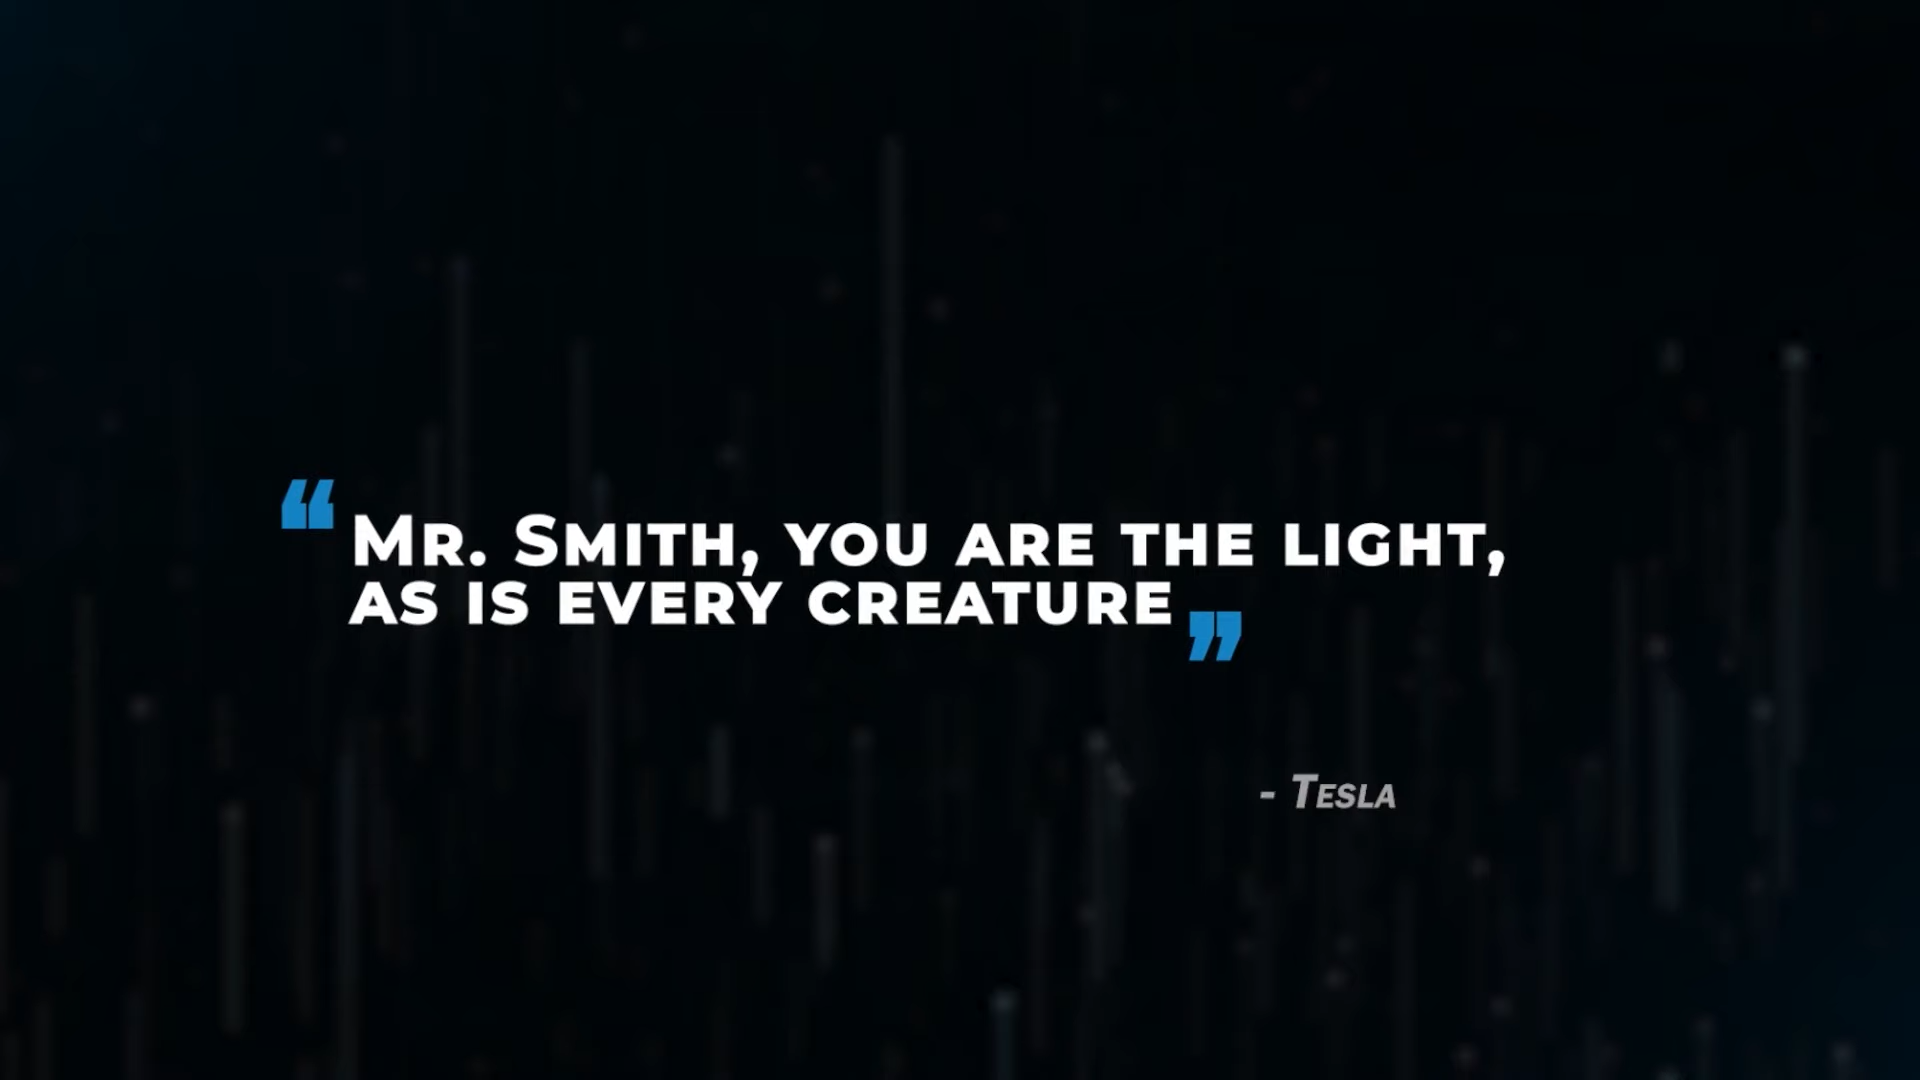 “Mr. Smith, you are the light,
as is every creature”
- Tesla